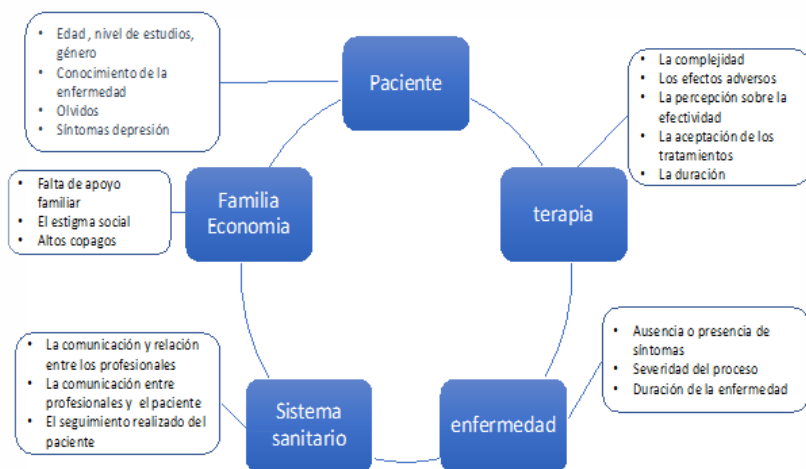 • Edad , nivel de estudios,
género
• Conocimiento de la
enfermedad
• Olvidos
• Síntomas depresión
Paciente
• La complejidad
• Los efectos adversos
• La percepción sobre la
efectividad
• La aceptación de los
tratamientos
• La duración
terapia
• Falta de apoyo
familiar
• El estigma social
• Altos copagos
Familia
Economia
• La comunicación y relación
entre los profesionales
• La comunicación entre
profesionales y el paciente
• El seguimiento realizado del
paciente
Sistema
sanitario
enfermedad
• Ausencia o presencia de
síntomas
• Severidad del proceso
• Duración de la enfermedad